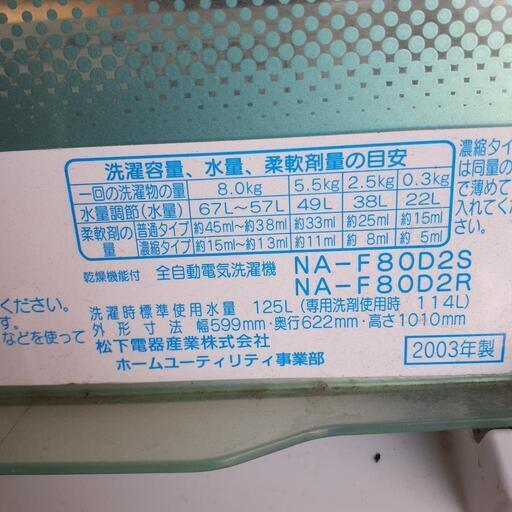 洗濯容量、水量、柔軟剤量の目安
一回の洗濯物の量 8.0kg 5.5kg 2.5kg 0.3kg
水量調節(水量) 67L~57L 49L 38L 22L
柔軟剤の量 普通タイプ 約45ml~約38ml 約33ml 約25ml 約15ml
濃縮タイプ 約15ml~約13ml 約11ml 約8ml 約5ml
濃縮タイ
は同量の
で薄めて
入れてくだ
さい。
乾燥機能付 全自動電気洗濯機 NA-F80D2S
NA-F80D2R
ください。
す。
などを使って
洗濯時標準使用水量 125L(専用洗剤使用時 114L)
外形寸法 幅599mm・奥行622mm・高さ1010mm
松下電器産業株式会社
ホームユーティリティ事業部
2003年製